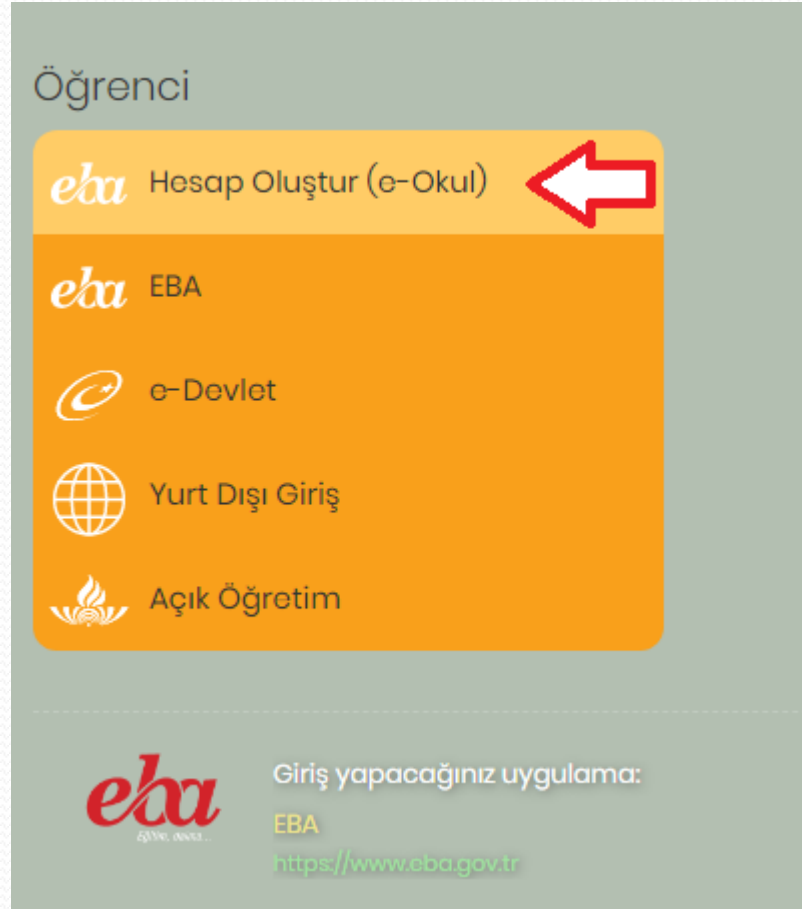 Öğrenci
eba Hesap Oluştur (e-Okul)
eba EBA
e-Devlet
Yurt Dışı Giriş
Açık Öğretim
eba
Giriş yapacağınız uygulama:
EBA
https://www.eba.gov.tr